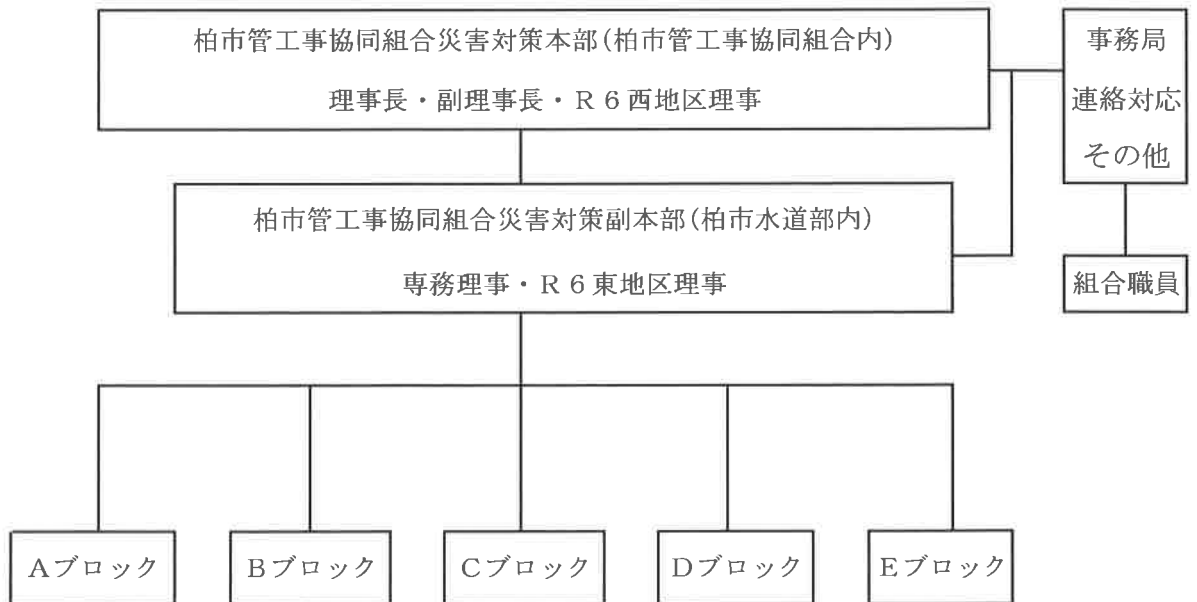 柏市管工事協同組合災害対策本部(柏市管工事協同組合内)
理事長・副理事長・R6西地区理事
事務局
連絡対応
その他
柏市管工事協同組合災害対策副本部(柏市水道部内)
専務理事・R6東地区理事
組合職員
Aブロック
Bブロック
Cブロック
Dブロック
Eブロック